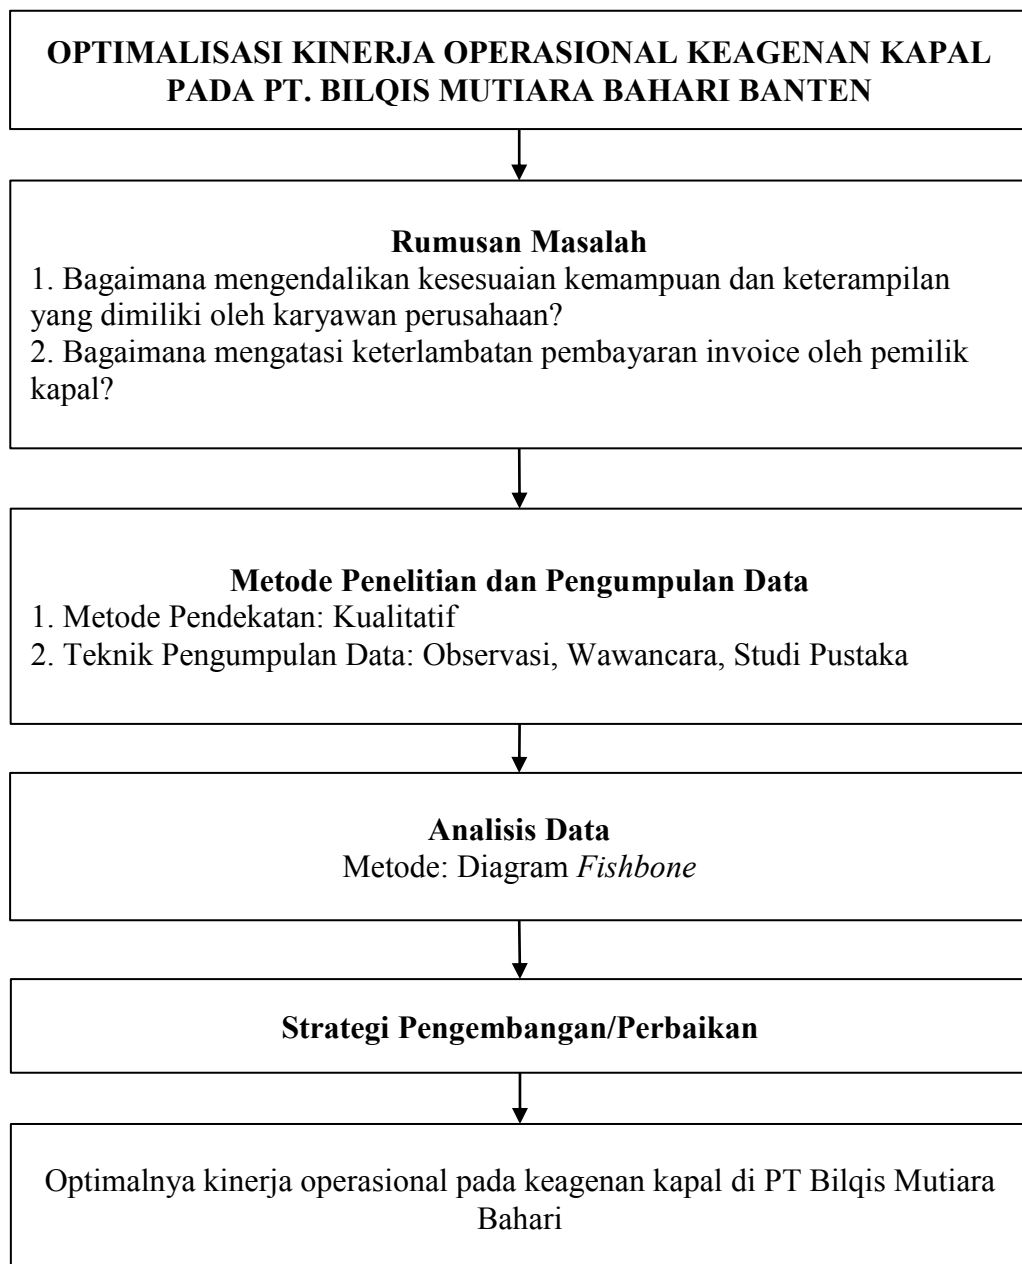 OPTIMALISASI KINERJA OPERASIONAL KEAGENAN KAPAL
PADA PT. BILQIS MUTIARA BAHARI BANTEN
Rumusan Masalah
1. Bagaimana mengendalikan kesesuaian kemampuan dan keterampilan
yang dimiliki oleh karyawan perusahaan?
2. Bagaimana mengatasi keterlambatan pembayaran invoice oleh pemilik
kapal?
Metode Penelitian dan Pengumpulan Data
1. Metode Pendekatan: Kualitatif
2. Teknik Pengumpulan Data: Observasi, Wawancara, Studi Pustaka
Analisis Data
Metode: Diagram Fishbone
Strategi Pengembangan/Perbaikan
Optimalnya kinerja operasional pada keagenan kapal di PT Bilqis Mutiara
Bahari